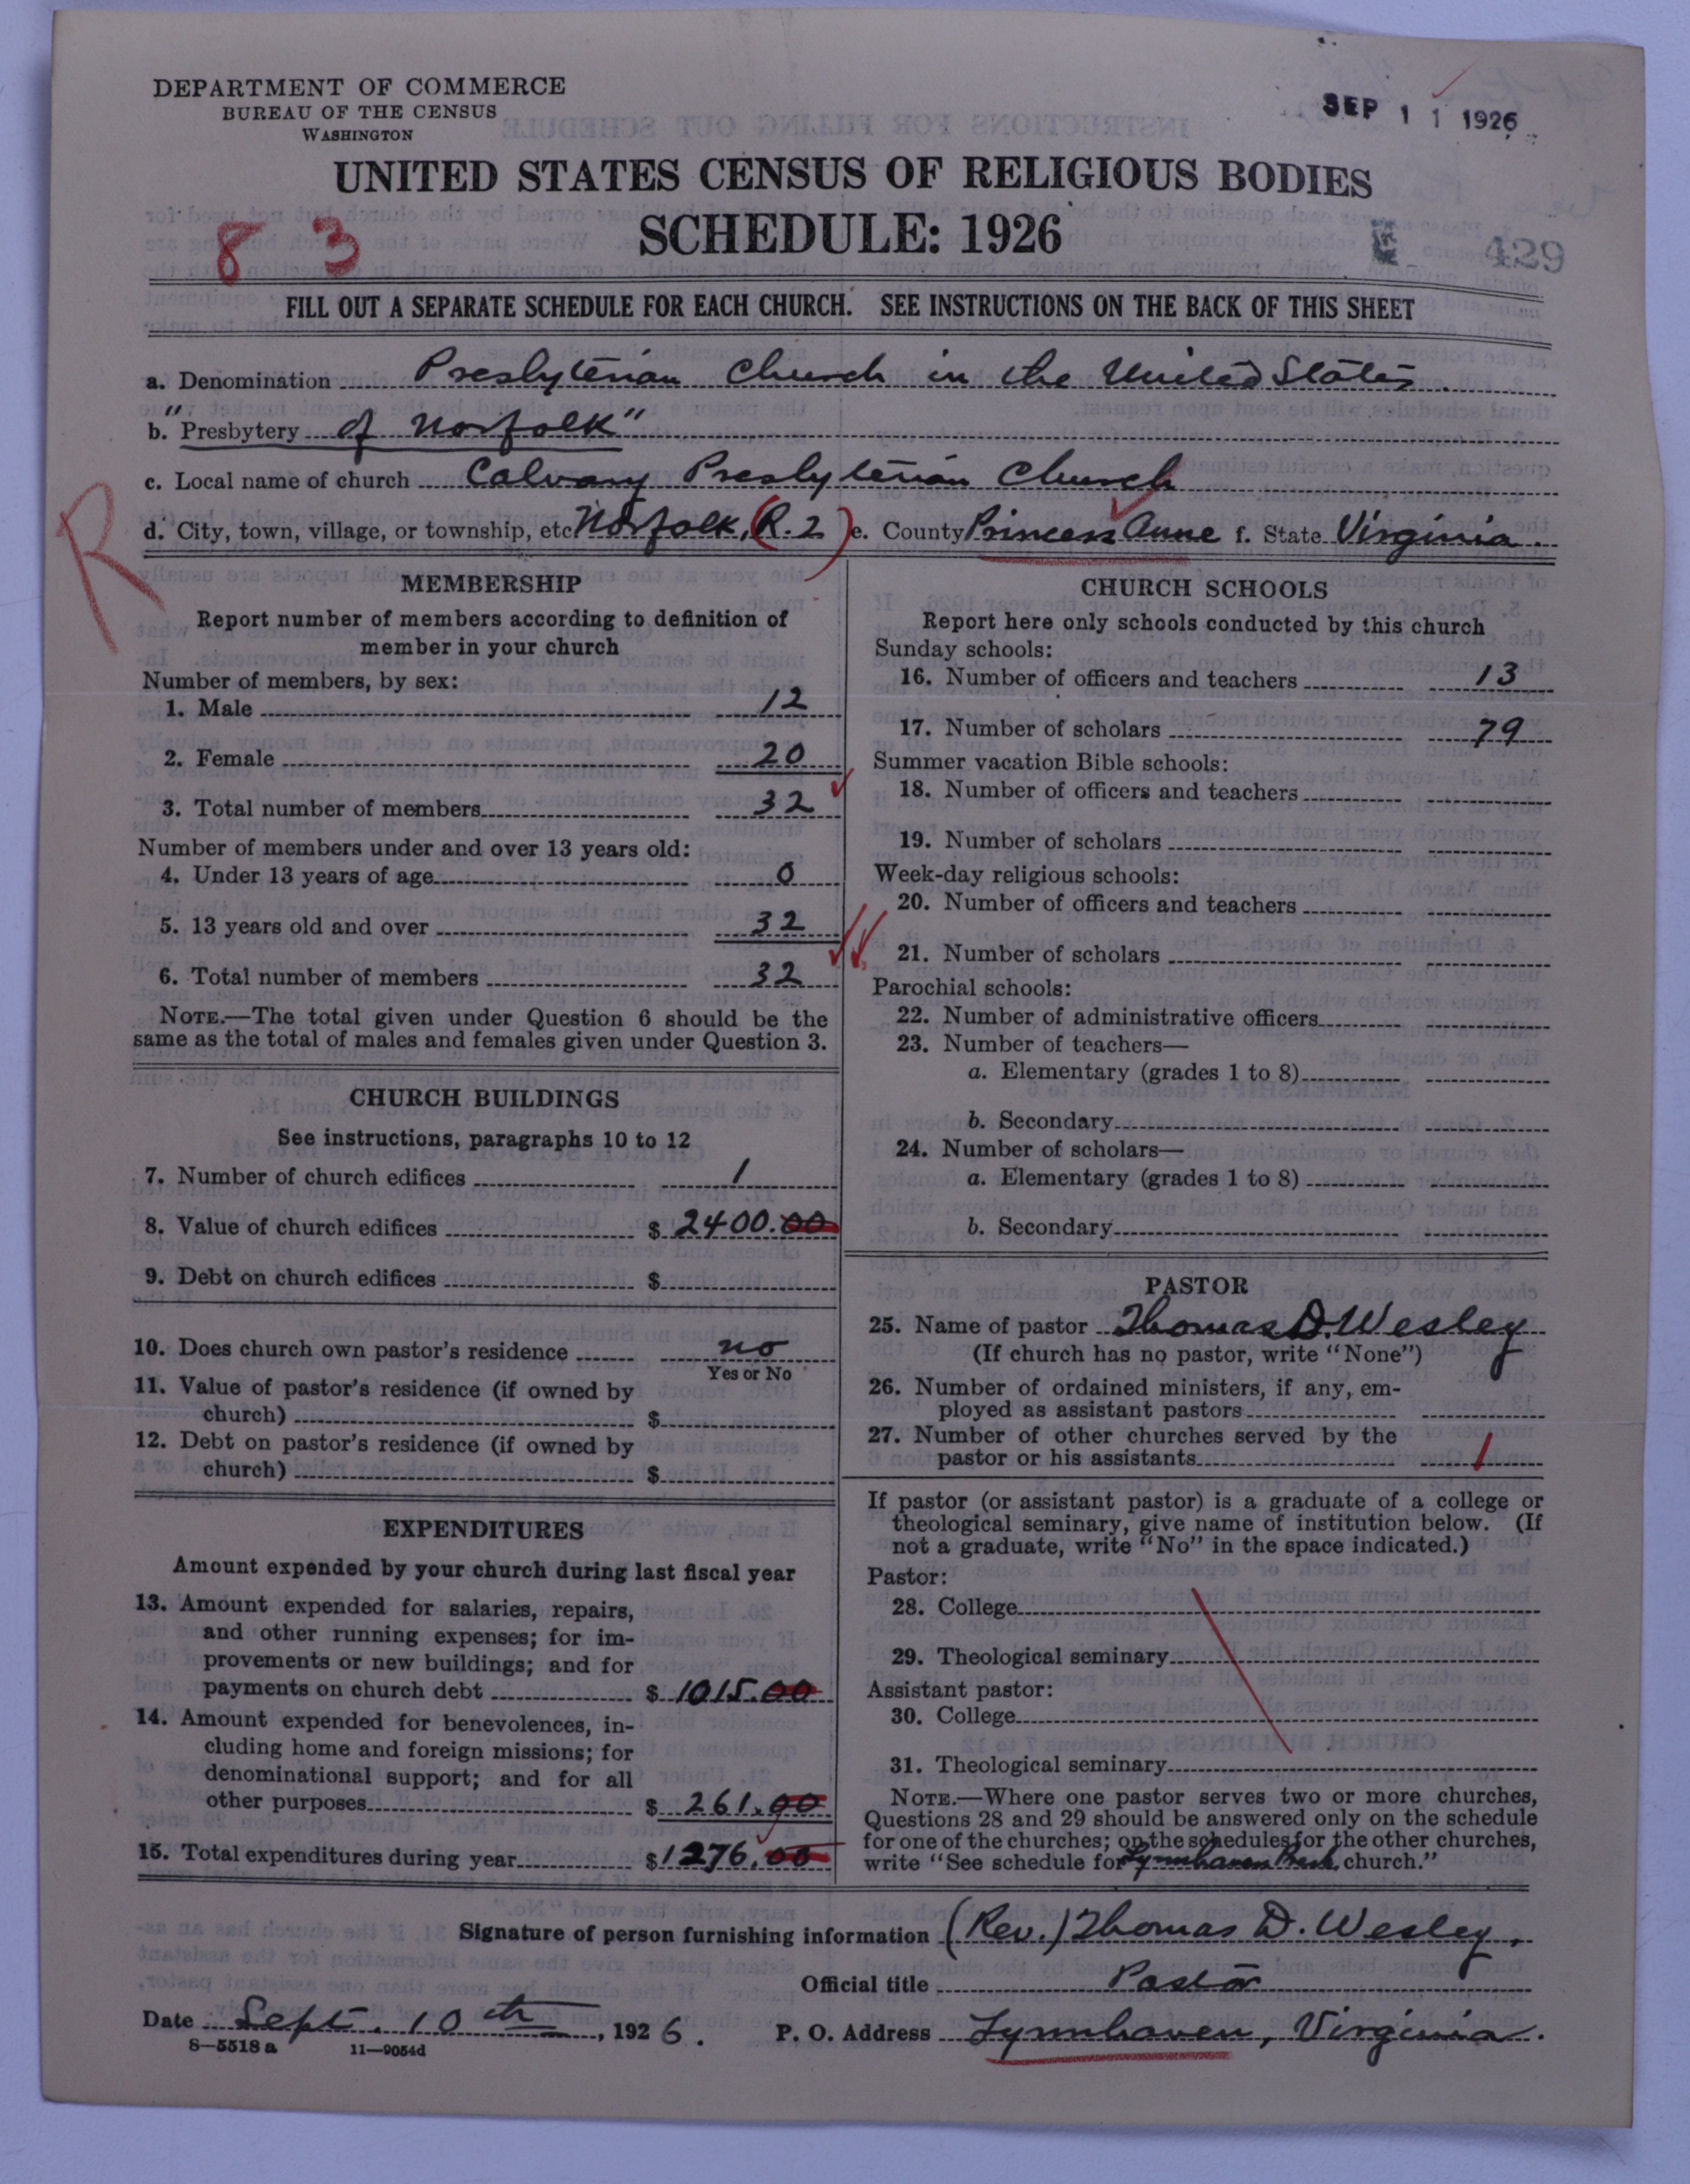 DEPARTMENT OF COMMERCE
BUREAU OF THE CENSUS
WASHINGTON
SEP 11 1926
UNITED STATES CENSUS OF RELIGIOUS BODIES
SCHEDULE: 1926
83
429
FILL OUT A SEPARATE SCHEDULE FOR EACH CHURCH. SEE INSTRUCTIONS ON THE BACK OF THIS SHEET
a. Denomination Presbyterian Church in the United States
b. "Presbytery of Norfolk"
c. Local name of church Calvary Presbyterian Church
R
d. City, town, village, or township, etc Norfolk, (R.2) e. County Princess Anne f. State Virginia.
MEMBERSHIP
Report number of members according to definition of
member in your church
Number of members, by sex:
1. Male 12
2. Female 20
3. Total number of members 32
Number of members under and over 13 years old:
4. Under 13 years of age 0
5. 13 years old and over 32
6. Total number of members 32
NOTE.—The total given under Question 6 should be the
same as the total of males and females given under Question 3.
CHURCH BUILDINGS
See instructions, paragraphs 10 to 12
7. Number of church edifices 1
8. Value of church edifices $ 2400.00
9. Debt on church edifices $
10. Does church own pastor's residence no
Yes or No
11. Value of pastor's residence (if owned by
church) $
12. Debt on pastor's residence (if owned by
church) $
EXPENDITURES
Amount expended by your church during last fiscal year
13. Amount expended for salaries, repairs,
and other running expenses; for im-
provements or new buildings; and for
payments on church debt $ 1015.00
14. Amount expended for benevolences, in-
cluding home and foreign missions; for
denominational support; and for all
other purposes $ 261.00
15. Total expenditures during year $1276.00
CHURCH SCHOOLS
Report here only schools conducted by this church
Sunday schools:
16. Number of officers and teachers 13
17. Number of scholars 79
Summer vacation Bible schools:
18. Number of officers and teachers
19. Number of scholars
Week-day religious schools:
20. Number of officers and teachers
21. Number of scholars
Parochial schools:
22. Number of administrative officers
23. Number of teachers—
a. Elementary (grades 1 to 8)
b. Secondary
24. Number of scholars—
a. Elementary (grades 1 to 8)
b. Secondary
PASTOR
25. Name of pastor Thomas D. Wesley
(If church has no pastor, write "None")
26. Number of ordained ministers, if any, em-
ployed as assistant pastors
27. Number of other churches served by the
pastor or his assistants 1
If pastor (or assistant pastor) is a graduate of a college or
theological seminary, give name of institution below. (If
not a graduate, write "No" in the space indicated.)
Pastor:
28. College
29. Theological seminary
Assistant pastor:
30. College
31. Theological seminary
NOTE.—Where one pastor serves two or more churches,
Questions 28 and 29 should be answered only on the schedule
for one of the churches; on the schedules for the other churches,
write "See schedule for Lynnhaven Presb. church."
Signature of person furnishing information (Rev.) Thomas D. Wesley,
Official title Pastor
Date Sept. 10th, 1926. P. O. Address Lynnhaven, Virginia.
8—5518a 11—9054d